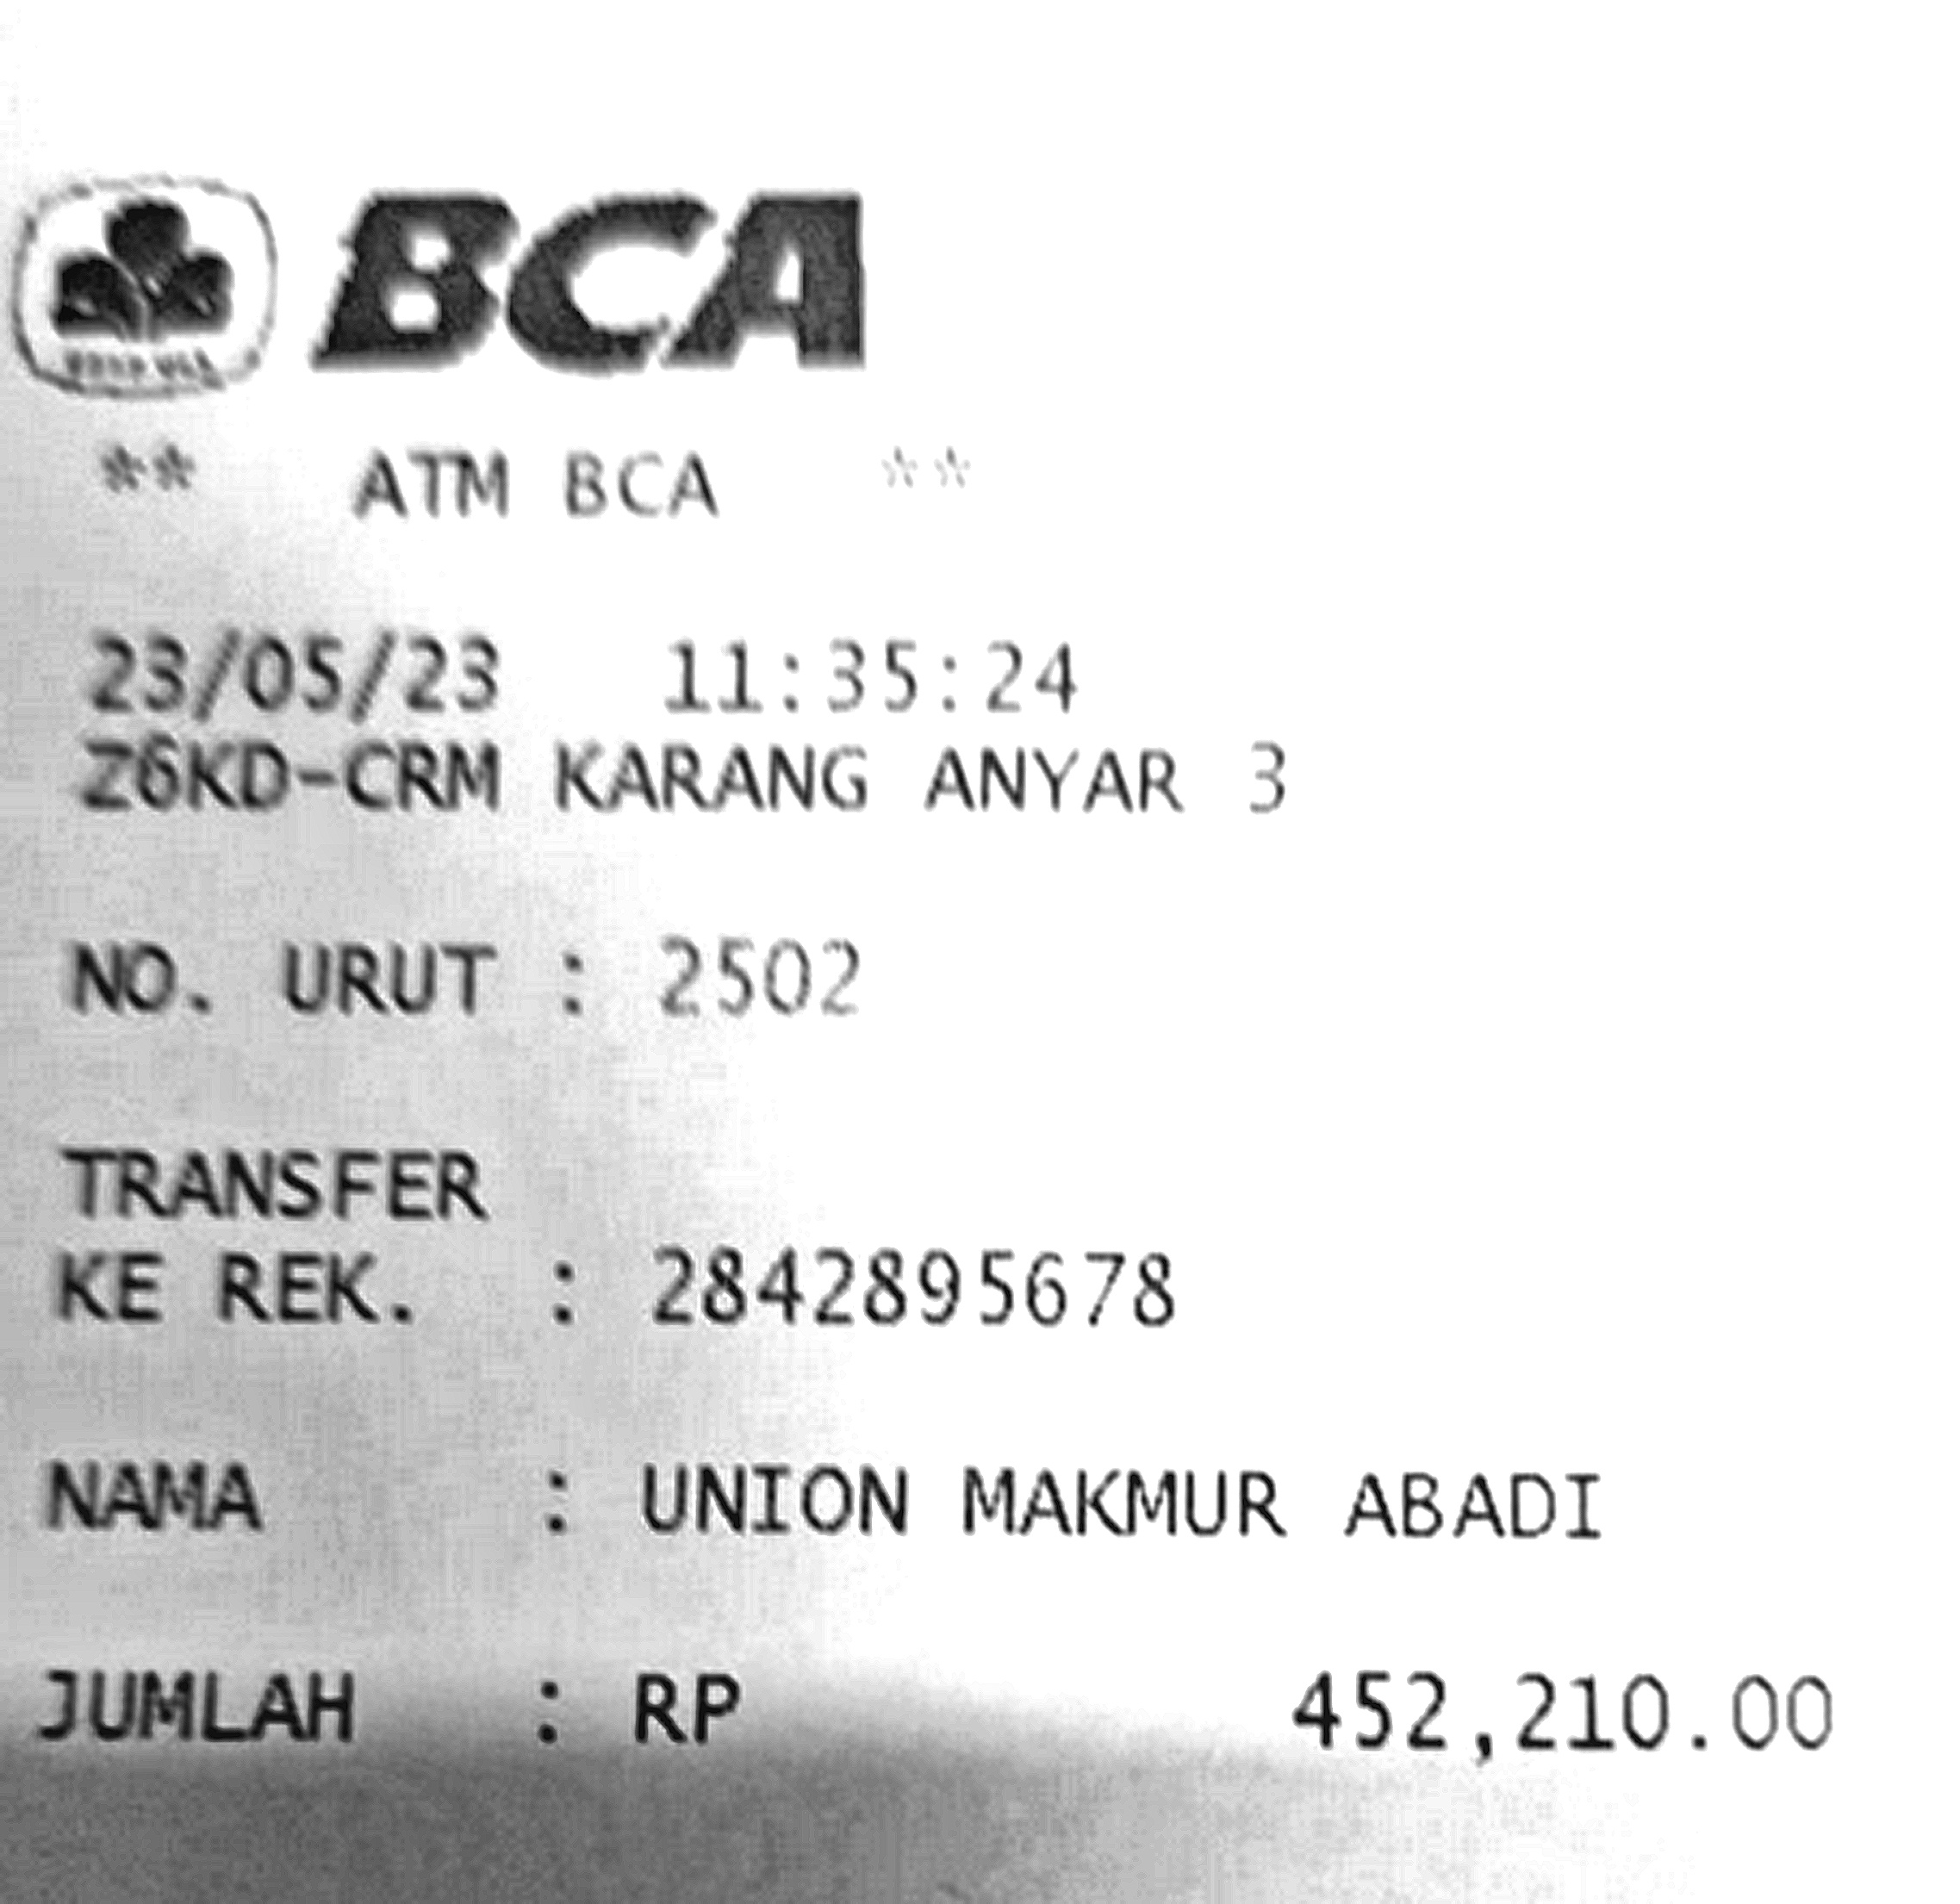 BCA
** ATM BCA **
23/05/23 11:35:24
Z6KD-CRM KARANG ANYAR 3
NO. URUT : 2502
TRANSFER
KE REK. : 2842895678
NAMA : UNION MAKMUR ABADI
JUMLAH : RP 452,210.00